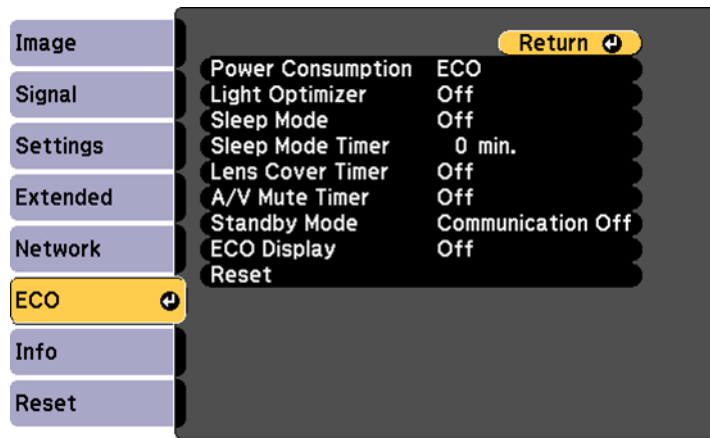 Image
Signal
Settings
Extended
Network
ECO
Info
Reset
Return
Power Consumption ECO
Light Optimizer Off
Sleep Mode Off
Sleep Mode Timer 0 min.
Lens Cover Timer Off
A/V Mute Timer Off
Standby Mode Communication Off
ECO Display Off
Reset